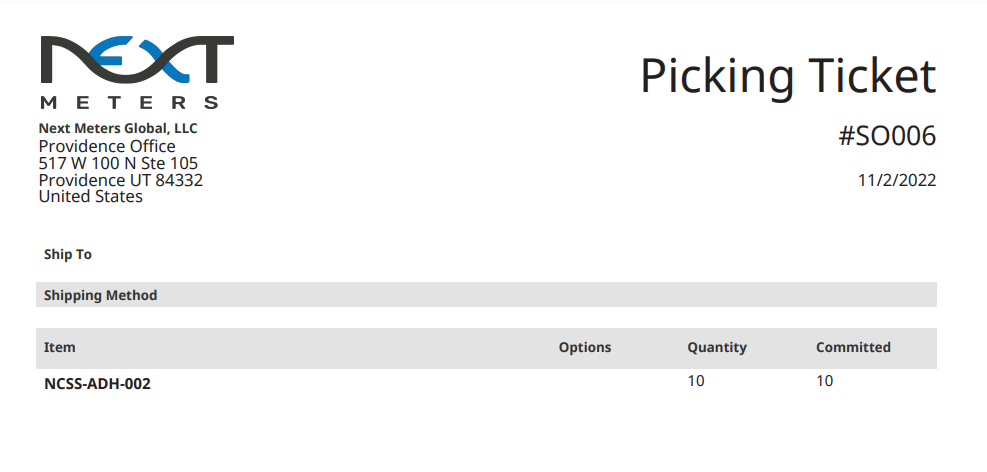 NEXT
METERS
Next Meters Global, LLC
Providence Office
517 W 100 N Ste 105
Providence UT 84332
United States
Picking Ticket
#SO006
11/2/2022
Ship To
Shipping Method
Item Options Quantity Committed
NCSS-ADH-002 10 10